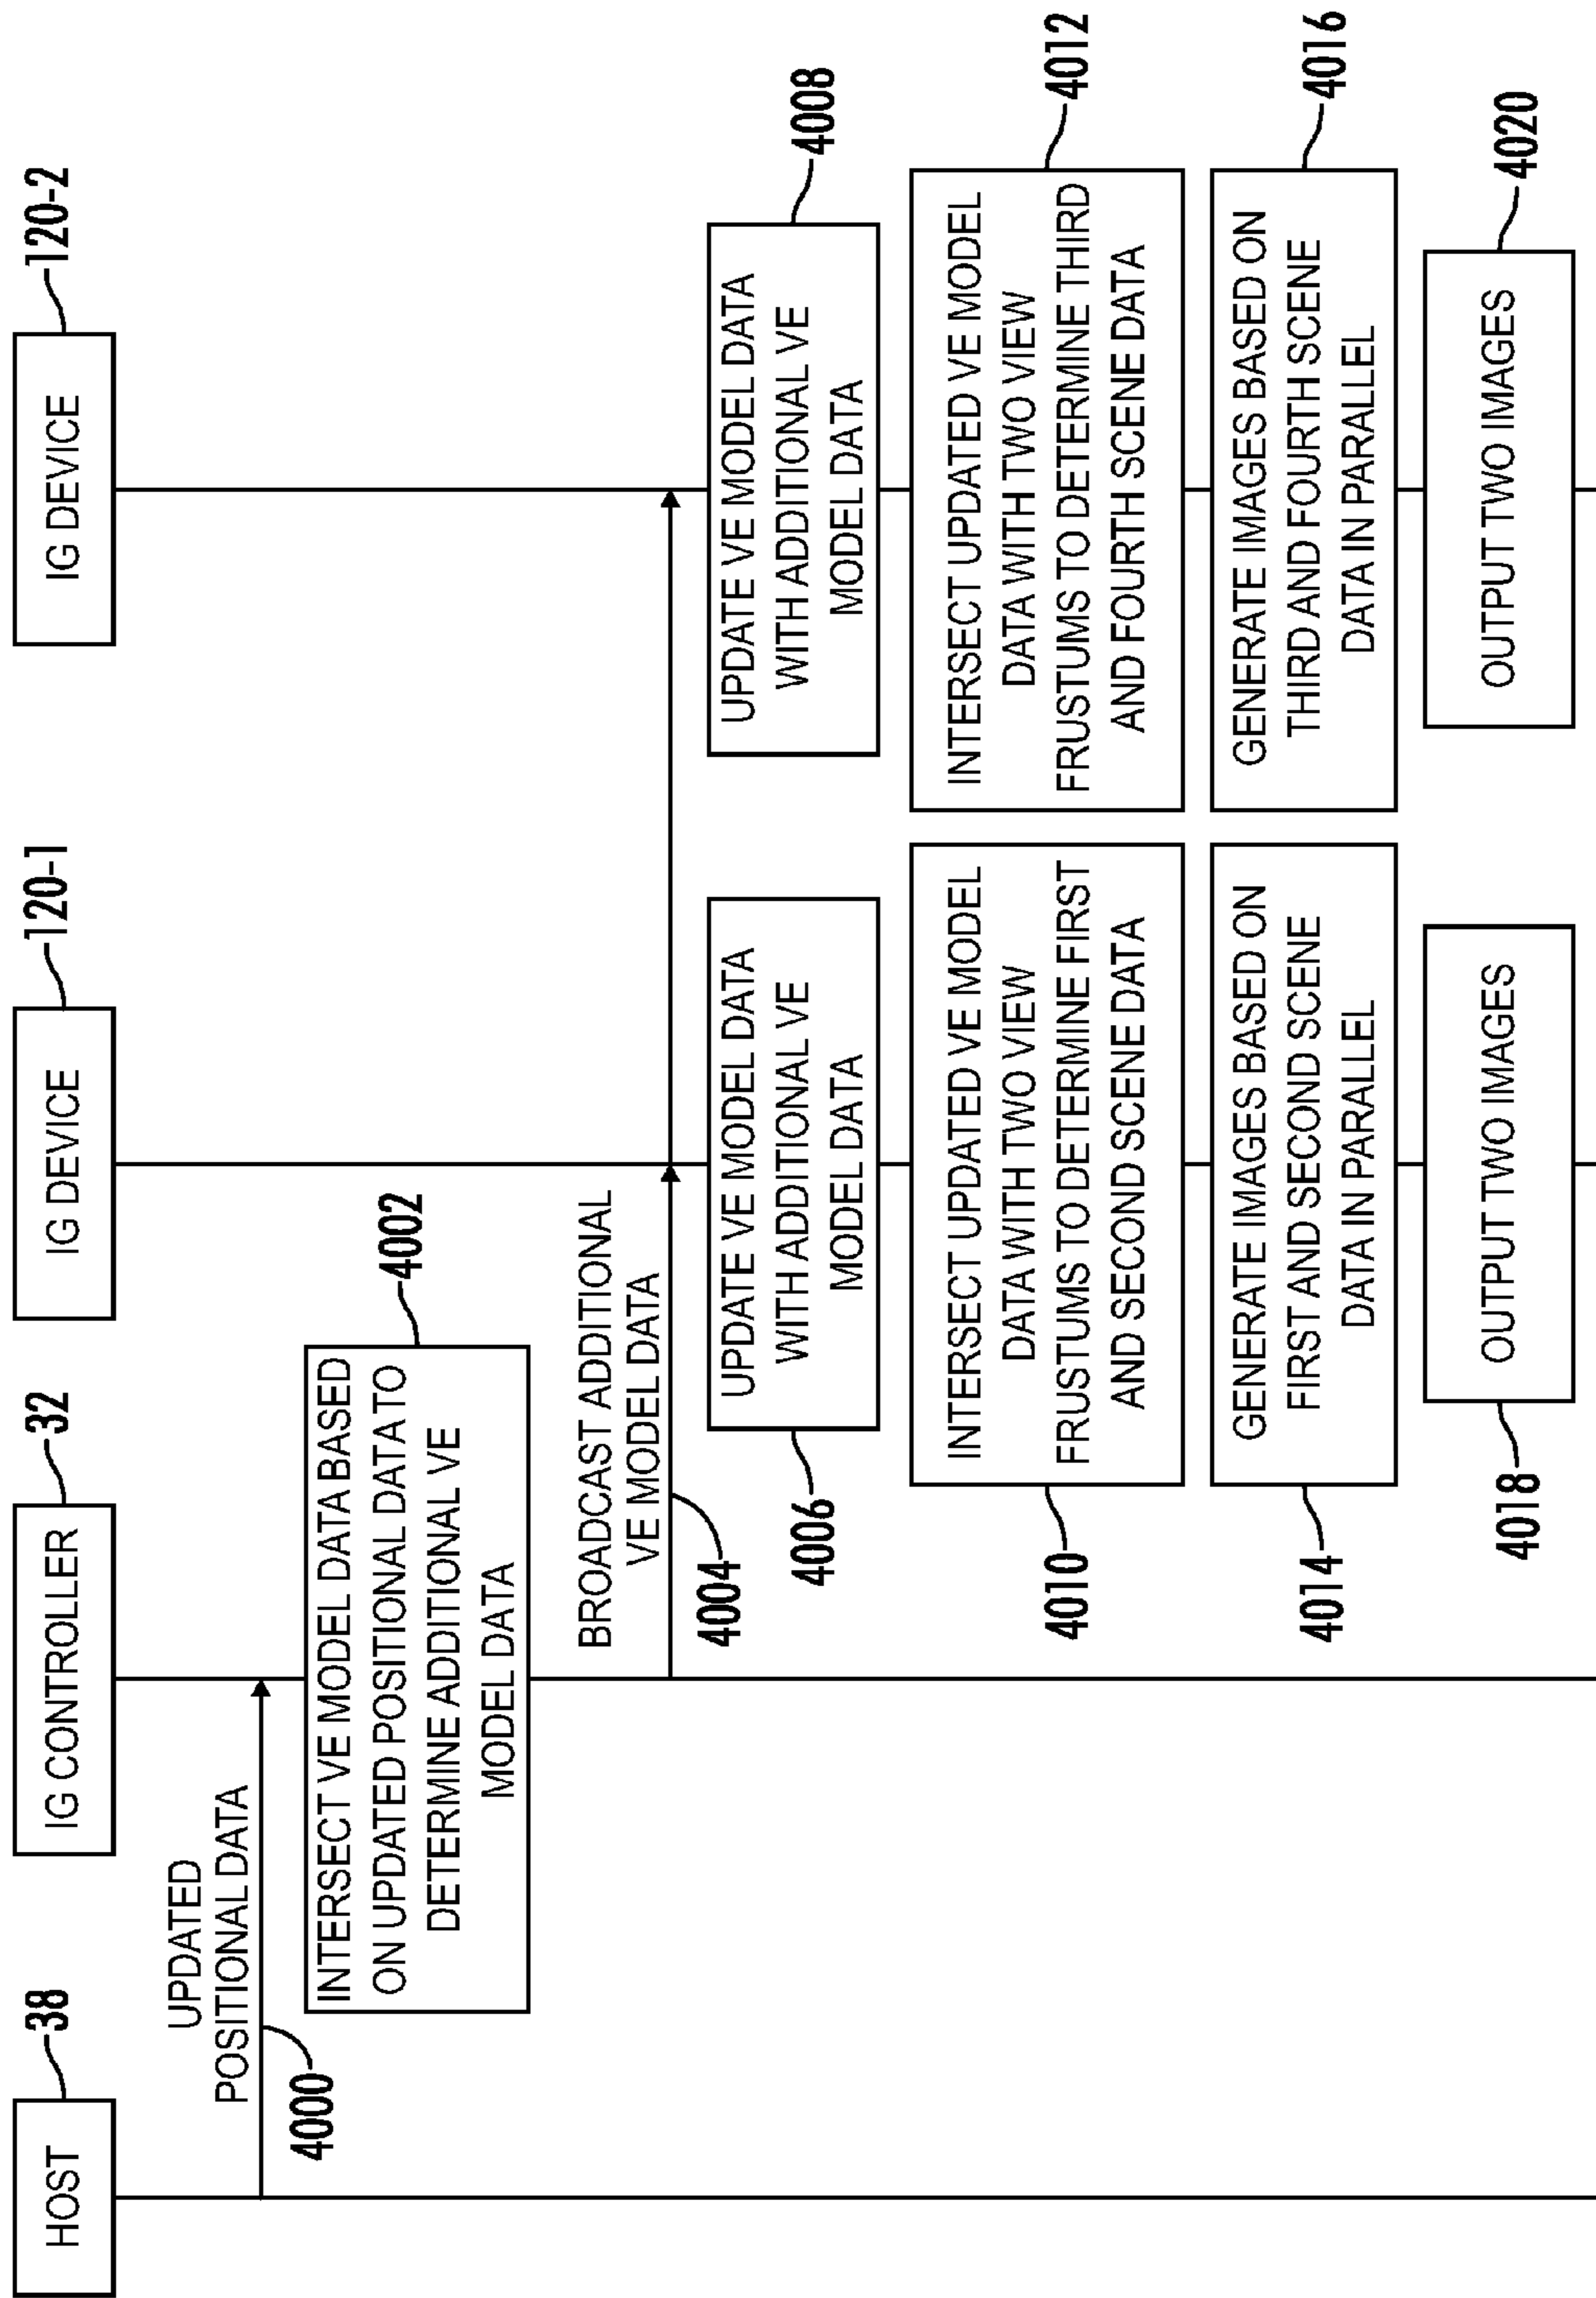 HOST
38
IG CONTROLLER
32
IG DEVICE
120-1
IG DEVICE
120-2
UPDATED
POSITIONAL DATA
4000
INTERSECT VE MODEL DATA BASED
ON UPDATED POSITIONAL DATA TO
DETERMINE ADDITIONAL VE
MODEL DATA
4002
BROADCAST ADDITIONAL
VE MODEL DATA
4004
UPDATE VE MODEL DATA
WITH ADDITIONAL VE
MODEL DATA
4006
UPDATE VE MODEL DATA
WITH ADDITIONAL VE
MODEL DATA
4008
INTERSECT UPDATED VE MODEL
DATA WITH TWO VIEW
FRUSTUMS TO DETERMINE FIRST
AND SECOND SCENE DATA
4010
INTERSECT UPDATED VE MODEL
DATA WITH TWO VIEW
FRUSTUMS TO DETERMINE THIRD
AND FOURTH SCENE DATA
4012
GENERATE IMAGES BASED ON
FIRST AND SECOND SCENE
DATA IN PARALLEL
4014
GENERATE IMAGES BASED ON
THIRD AND FOURTH SCENE
DATA IN PARALLEL
4016
OUTPUT TWO IMAGES
4018
OUTPUT TWO IMAGES
4020